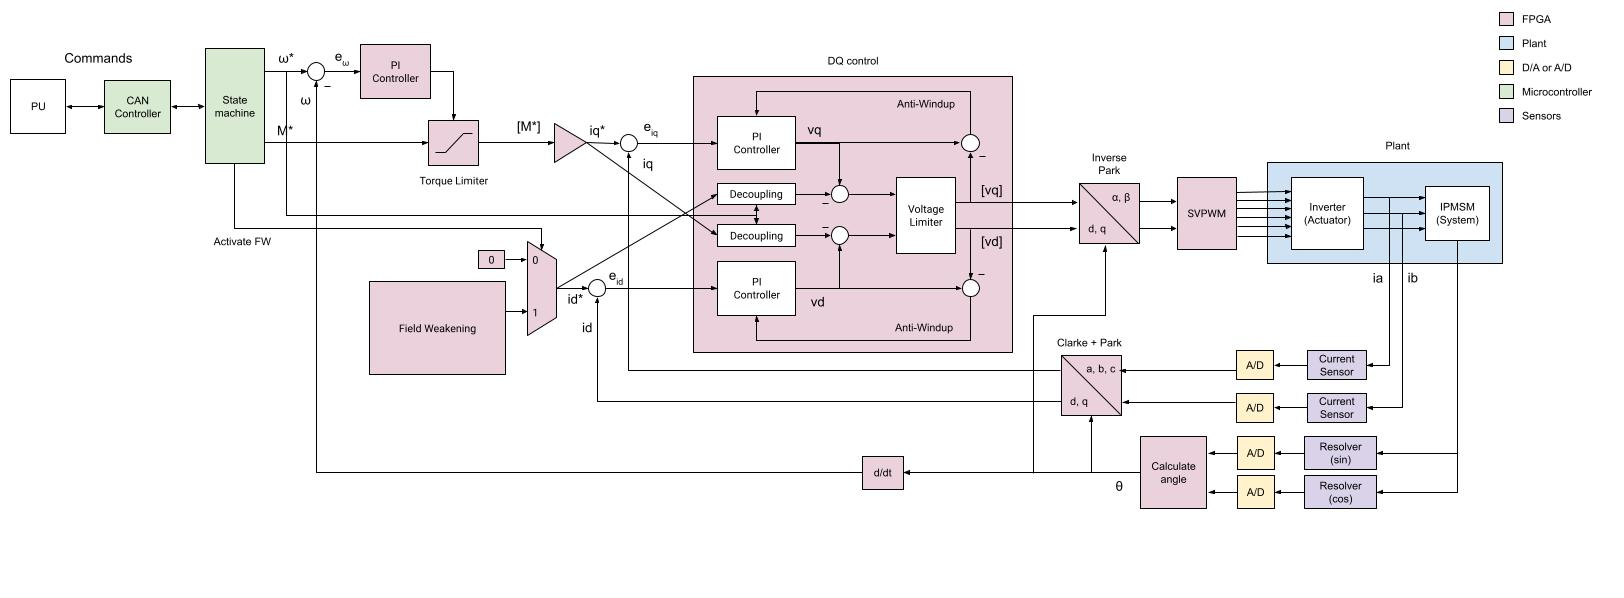 FPGA
Plant
D/A or A/D
Microcontroller
Sensors
Commands
PU
CAN
Controller
State
machine
ω*
M*
ω
−
e_ω
PI
Controller
Torque Limiter
[M*]
iq*
iq
e_iq
Activate FW
0
Field Weakening
0
1
id*
id
e_id
DQ control
Anti-Windup
PI
Controller
vq
−
Decoupling
−
Decoupling
−
Voltage
Limiter
PI
Controller
vd
−
Anti-Windup
[vq]
[vd]
Inverse
Park
α, β
d, q
SVPWM
Plant
Inverter
(Actuator)
IPMSM
(System)
ia
ib
Clarke + Park
a, b, c
d, q
A/D
Current
Sensor
A/D
Current
Sensor
d/dt
θ
Calculate
angle
A/D
Resolver
(sin)
A/D
Resolver
(cos)